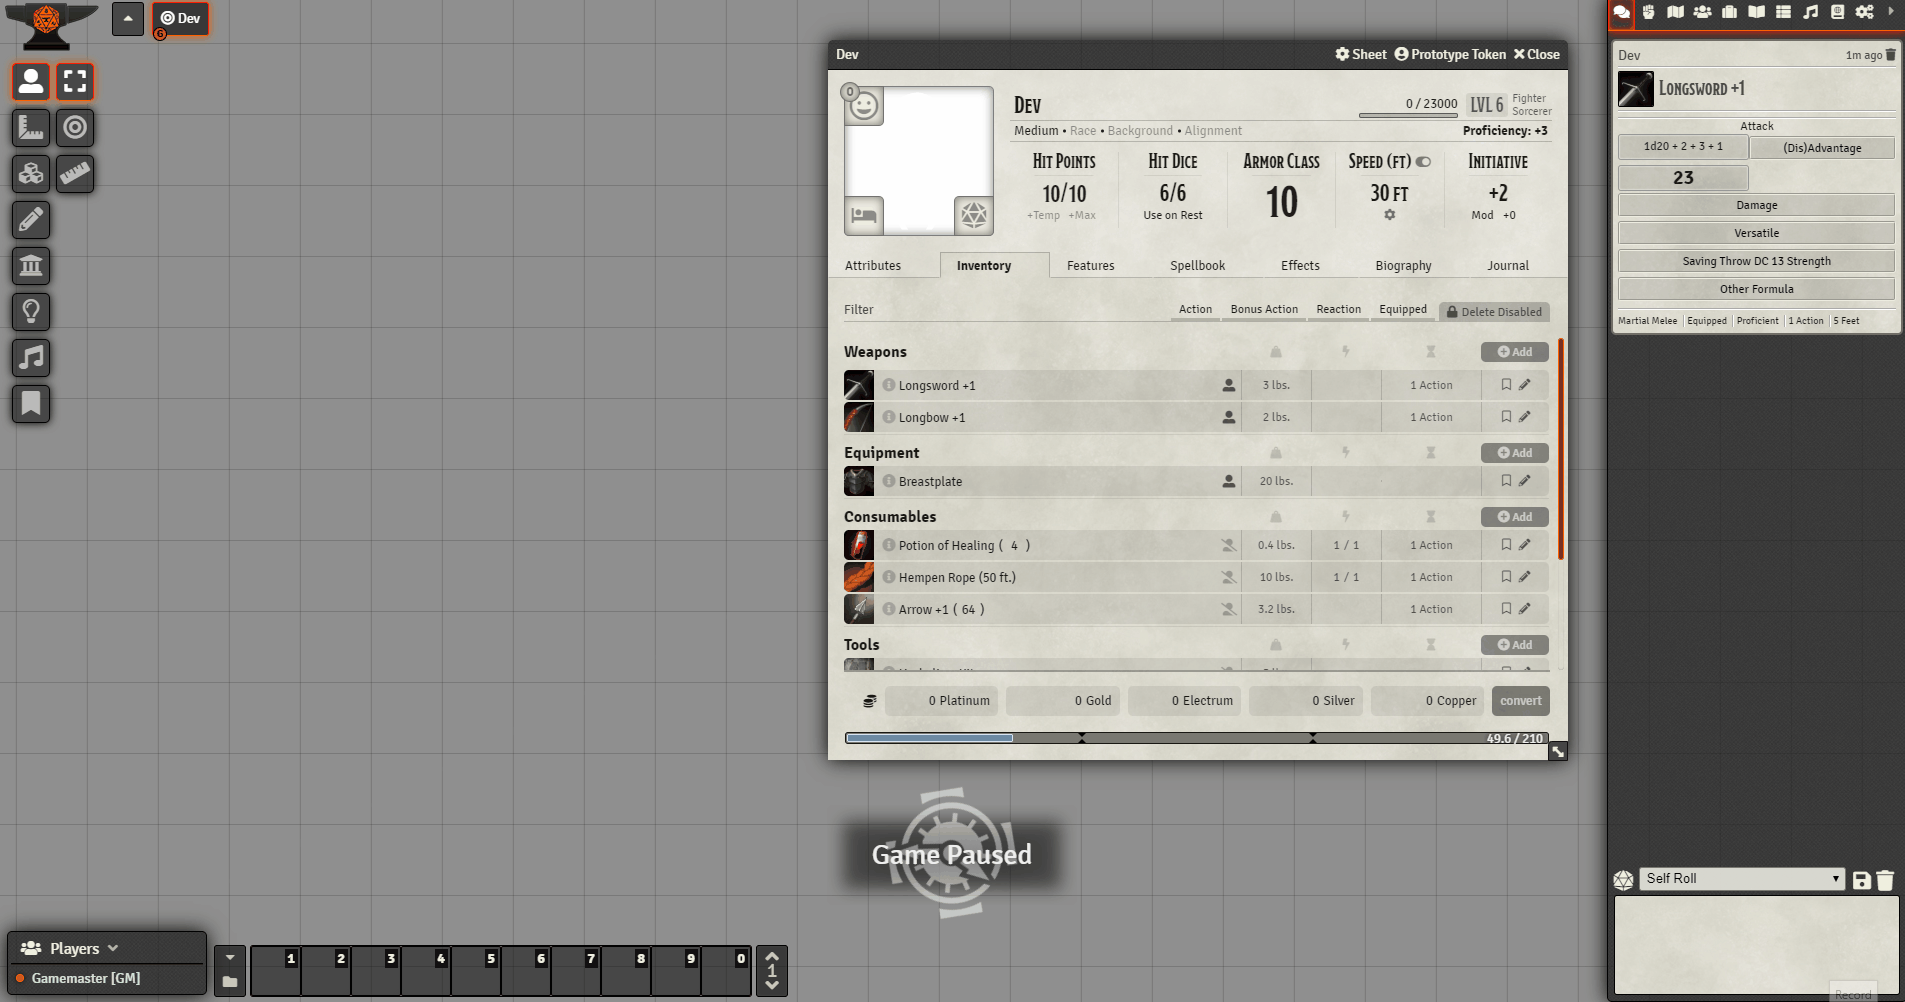 Dev
6
Dev
Sheet
Prototype Token
Close
0
Dev
0 / 23000
LVL 6
Fighter
Sorcerer
Medium • Race • Background • Alignment
Proficiency: +3
Hit Points
Hit Dice
Armor Class
Speed (ft)
Initiative
10/10
6/6
10
30 ft
+2
+Temp +Max
Use on Rest
Mod +0
Attributes
Inventory
Features
Spellbook
Effects
Biography
Journal
Filter
Action
Bonus Action
Reaction
Equipped
Delete Disabled
Weapons
Add
Longsword +1
3 lbs.
1 Action
Longbow +1
2 lbs.
1 Action
Equipment
Add
Breastplate
20 lbs.
Consumables
Add
Potion of Healing ( 4 )
0.4 lbs.
1 / 1
1 Action
Hempen Rope (50 ft.)
10 lbs.
1 / 1
1 Action
Arrow +1 ( 64 )
3.2 lbs.
1 Action
Tools
Add
0 Platinum
0 Gold
0 Electrum
0 Silver
0 Copper
convert
49.6 / 210
Game Paused
Players
Gamemaster [GM]
1
2
3
4
5
6
7
8
9
0
1
Dev
1m ago
Longsword +1
Attack
1d20 + 2 + 3 + 1
(Dis)Advantage
23
Damage
Versatile
Saving Throw DC 13 Strength
Other Formula
Martial Melee
Equipped
Proficient
1 Action
5 Feet
Self Roll
Record